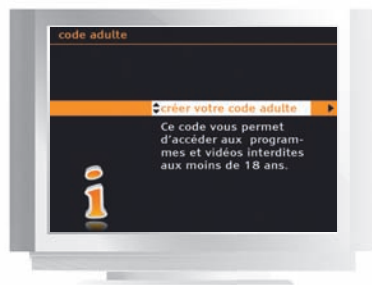 code adulte
créer votre code adulte
Ce code vous permet
d'accéder aux program-
mes et vidéos interdites
aux moins de 18 ans.